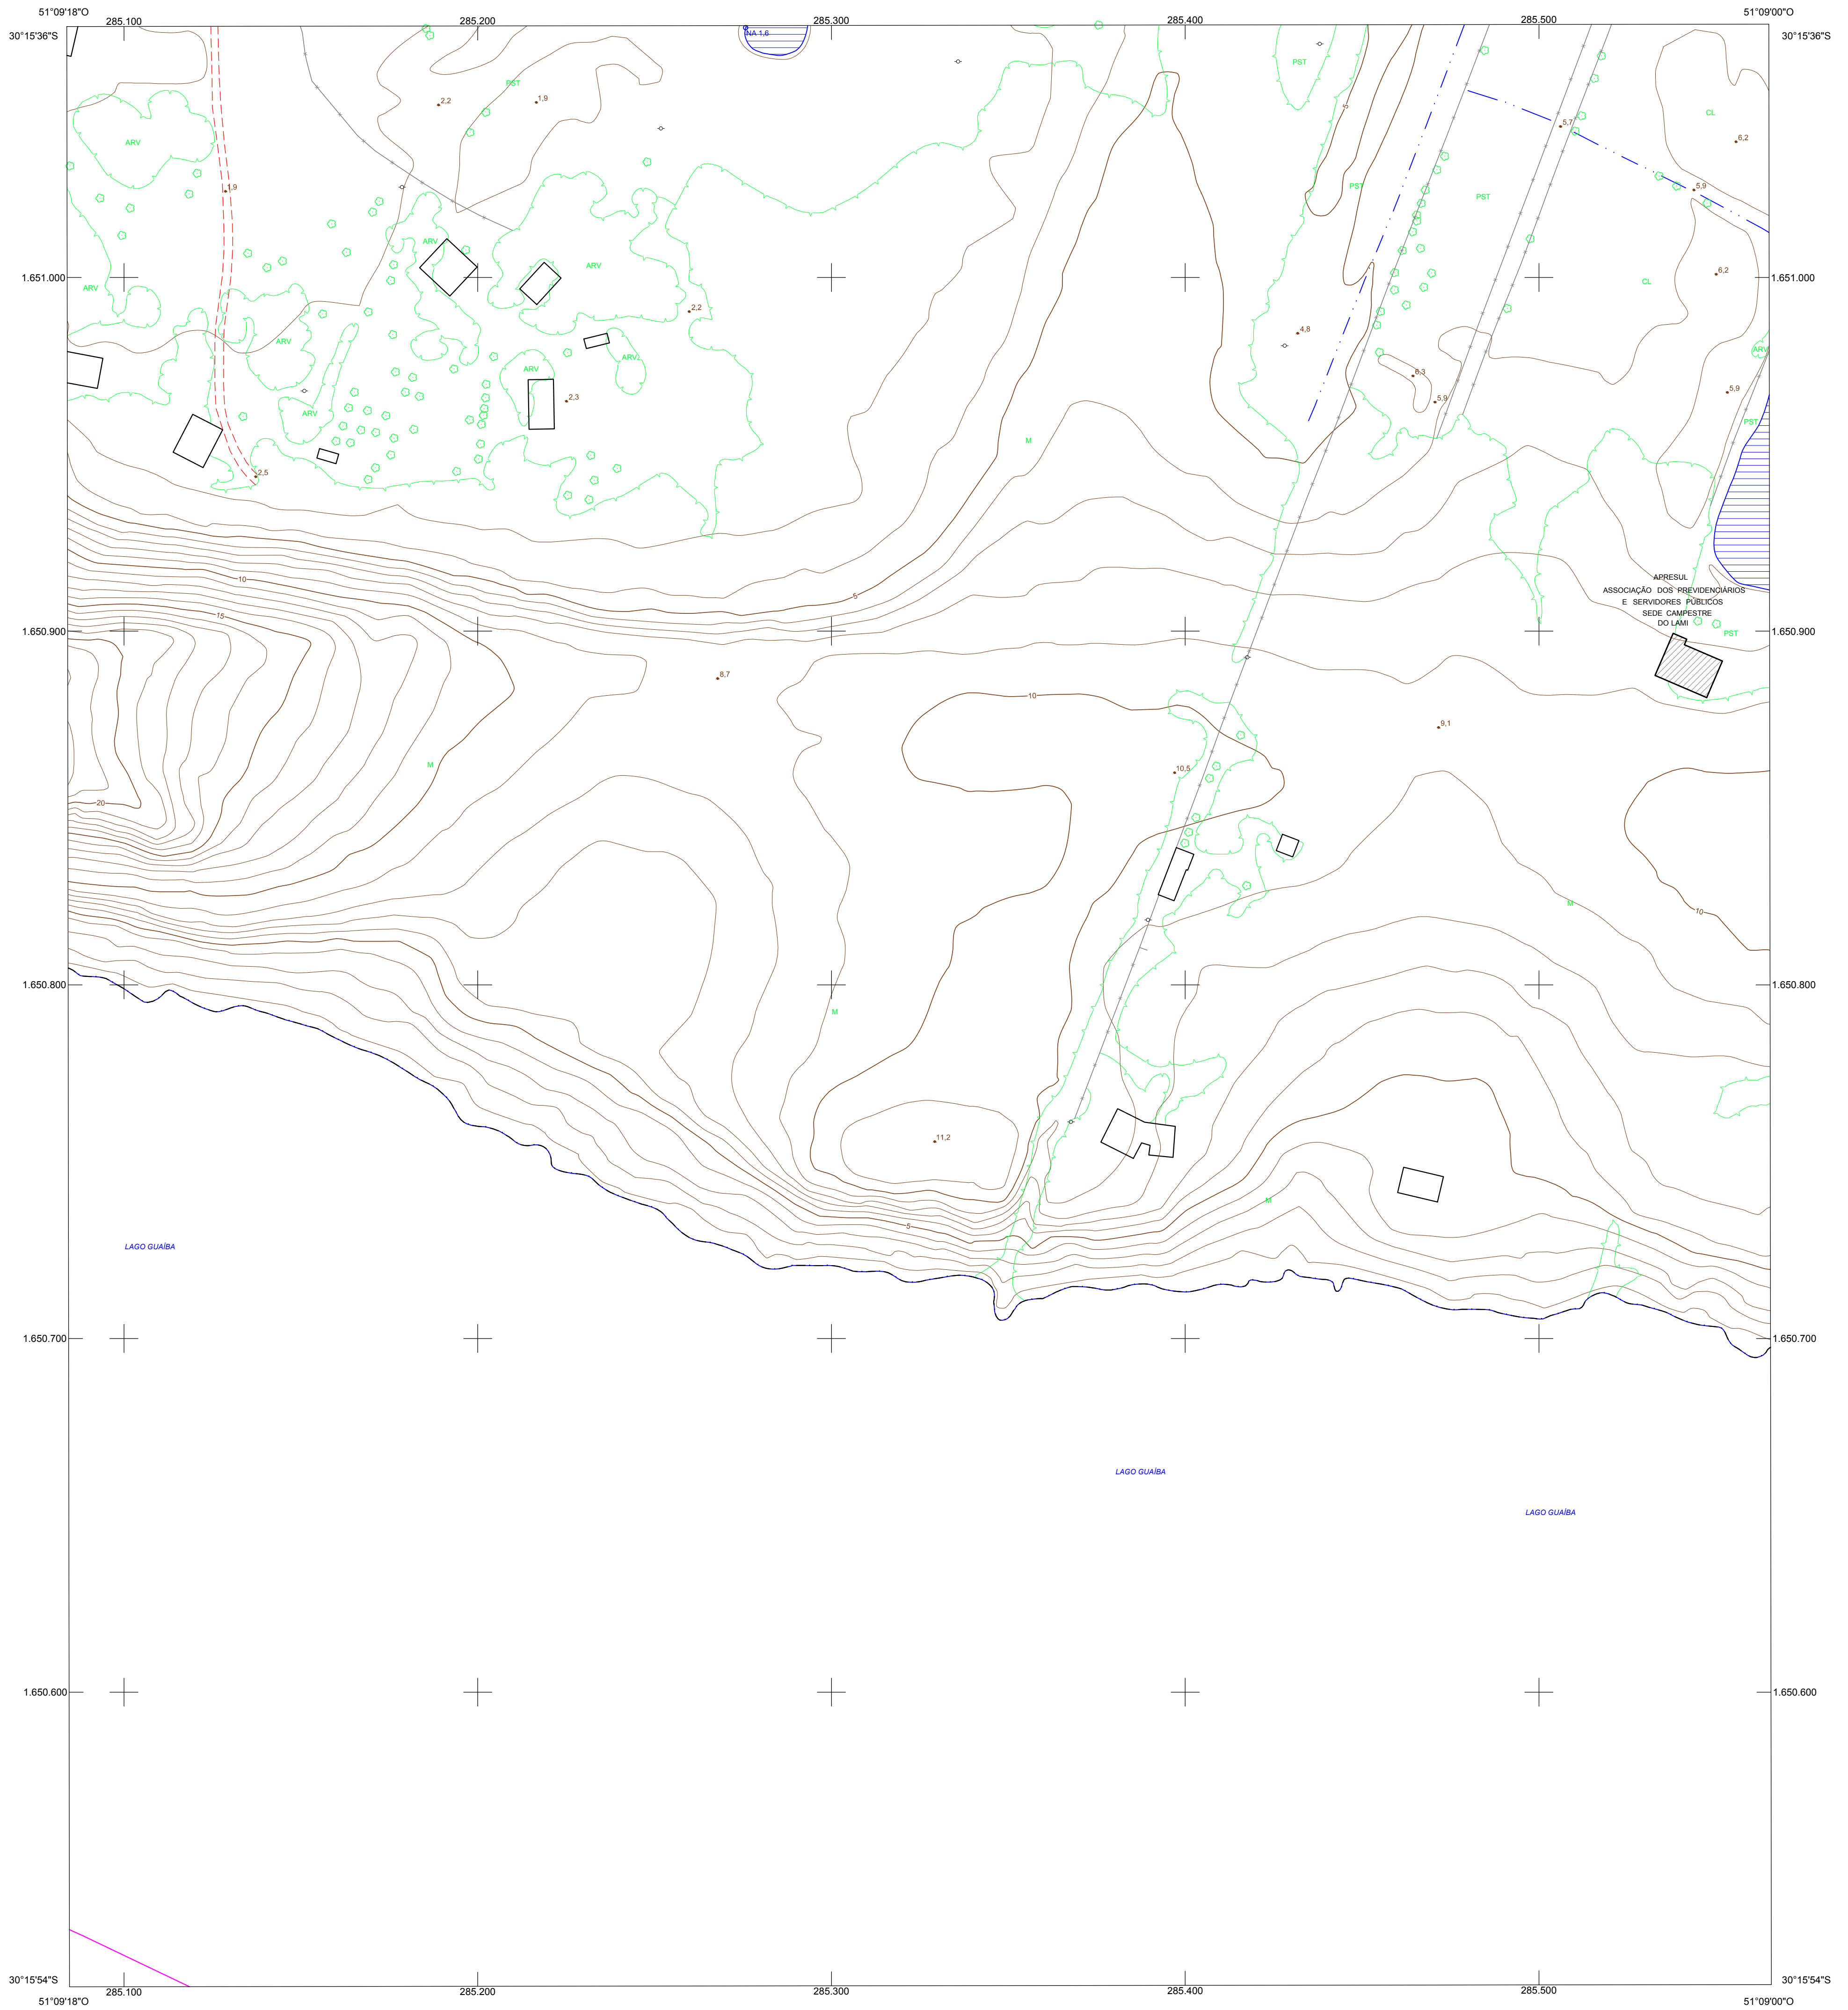 51°09'18"O
51°09'00"O
285.100
285.200
285.300
285.400
285.500
30°15'36"S
30°15'36"S
NA 1,6
PST
PST
5
2,2
1,9
5,7
CL
6,2
ARV
1,9
PST
PST
5,9
ARV
ARV
6,2
1.651.000
1.651.000
CL
ARV
2,2
4,8
ARV
ARV
ARV
ARV
6,3
5,9
5,9
2,3
ARV
PST
M
2,5
10
5
APRESUL
ASSOCIAÇÃO DOS PREVIDENCIÁRIOS
E SERVIDORES PÚBLICOS
SEDE CAMPESTRE
DO LAMI
15
1.650.900
1.650.900
PST
8,7
10
9,1
M
10,5
20
M
10
1.650.800
1.650.800
M
11,2
M
5
LAGO GUAÍBA
1.650.700
1.650.700
LAGO GUAÍBA
LAGO GUAÍBA
1.650.600
1.650.600
30°15'54"S
30°15'54"S
285.100
285.200
285.300
285.400
285.500
51°09'18"O
51°09'00"O